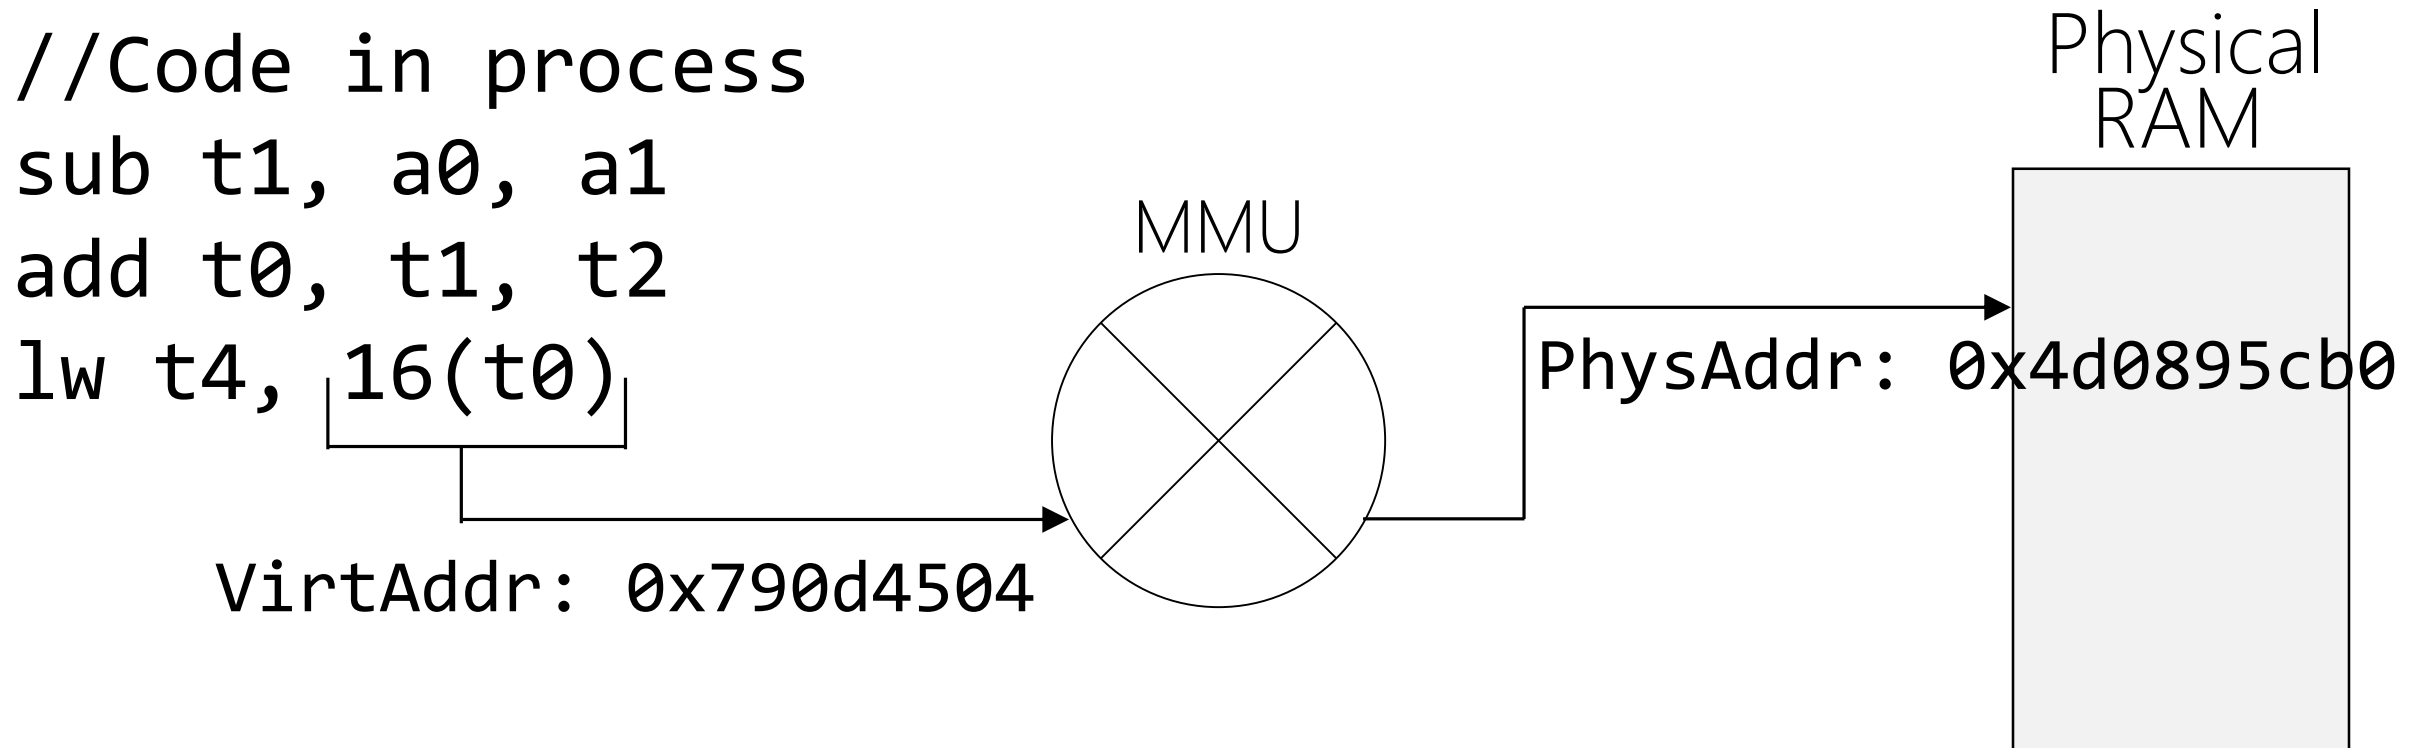 //Code in process
sub t1, a0, a1
add t0, t1, t2
lw t4, 16(t0)
VirtAddr: 0x790d4504
MMU
PhysAddr: 0x4d0895cb0
Physical
RAM